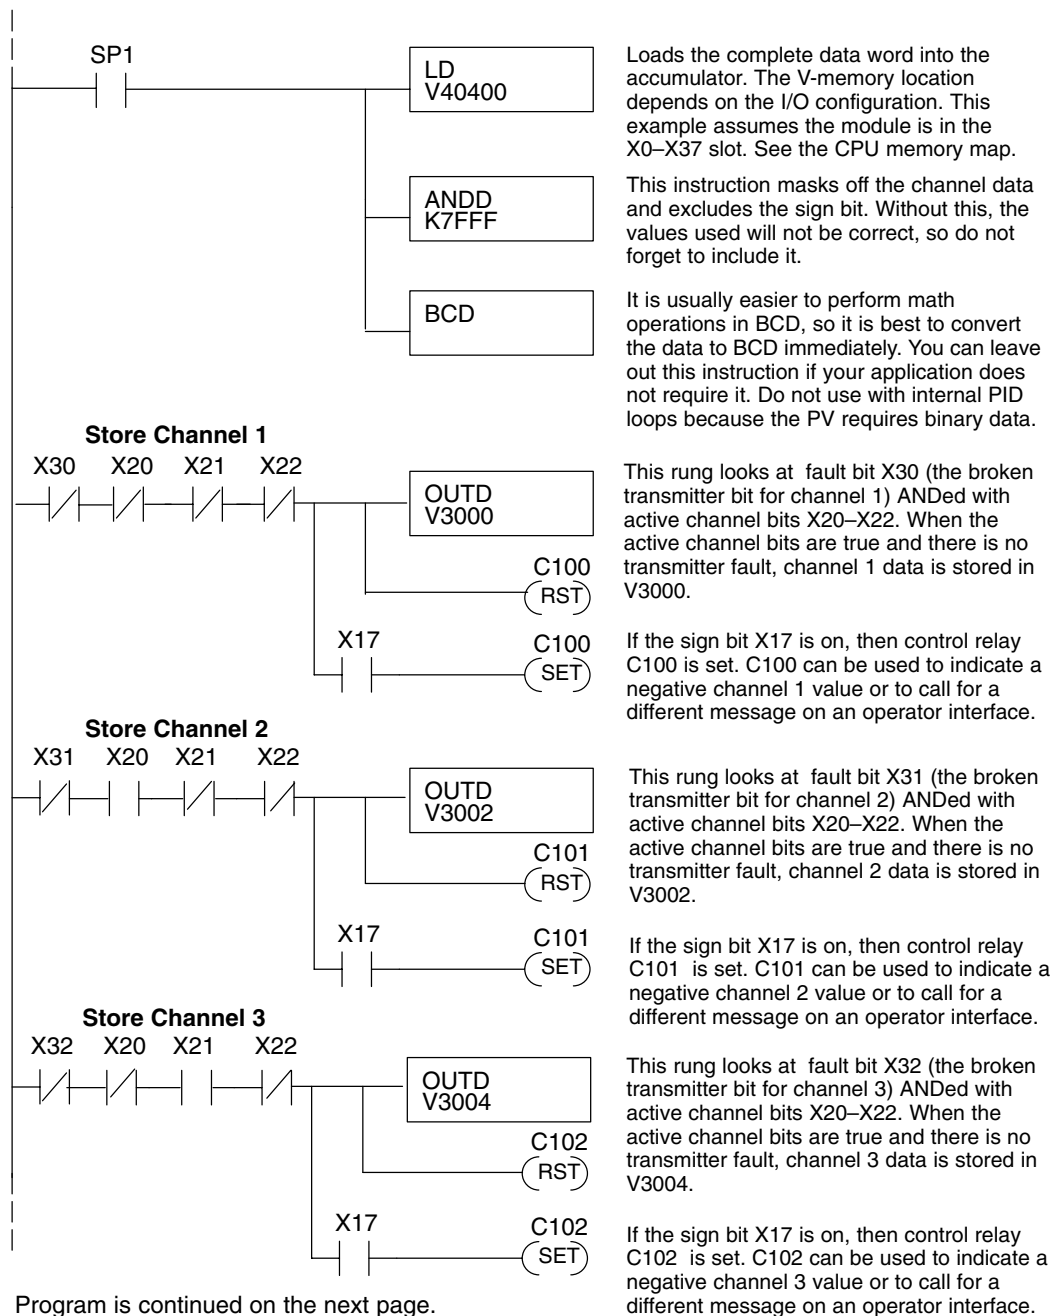 SP1
LD
V40400
Loads the complete data word into the
accumulator. The V-memory location
depends on the I/O configuration. This
example assumes the module is in the
X0–X37 slot. See the CPU memory map.
ANDD
K7FFF
This instruction masks off the channel data
and excludes the sign bit. Without this, the
values used will not be correct, so do not
forget to include it.
BCD
It is usually easier to perform math
operations in BCD, so it is best to convert
the data to BCD immediately. You can leave
out this instruction if your application does
not require it. Do not use with internal PID
loops because the PV requires binary data.
Store Channel 1
X30 X20 X21 X22
OUTD
V3000
C100
RST
This rung looks at fault bit X30 (the broken
transmitter bit for channel 1) ANDed with
active channel bits X20–X22. When the
active channel bits are true and there is no
transmitter fault, channel 1 data is stored in
V3000.
X17
C100
SET
If the sign bit X17 is on, then control relay
C100 is set. C100 can be used to indicate a
negative channel 1 value or to call for a
different message on an operator interface.
Store Channel 2
X31 X20 X21 X22
OUTD
V3002
C101
RST
This rung looks at fault bit X31 (the broken
transmitter bit for channel 2) ANDed with
active channel bits X20–X22. When the
active channel bits are true and there is no
transmitter fault, channel 2 data is stored in
V3002.
X17
C101
SET
If the sign bit X17 is on, then control relay
C101 is set. C101 can be used to indicate a
negative channel 2 value or to call for a
different message on an operator interface.
Store Channel 3
X32 X20 X21 X22
OUTD
V3004
C102
RST
This rung looks at fault bit X32 (the broken
transmitter bit for channel 3) ANDed with
active channel bits X20–X22. When the
active channel bits are true and there is no
transmitter fault, channel 3 data is stored in
V3004.
X17
C102
SET
If the sign bit X17 is on, then control relay
C102 is set. C102 can be used to indicate a
negative channel 3 value or to call for a
different message on an operator interface.
Program is continued on the next page.